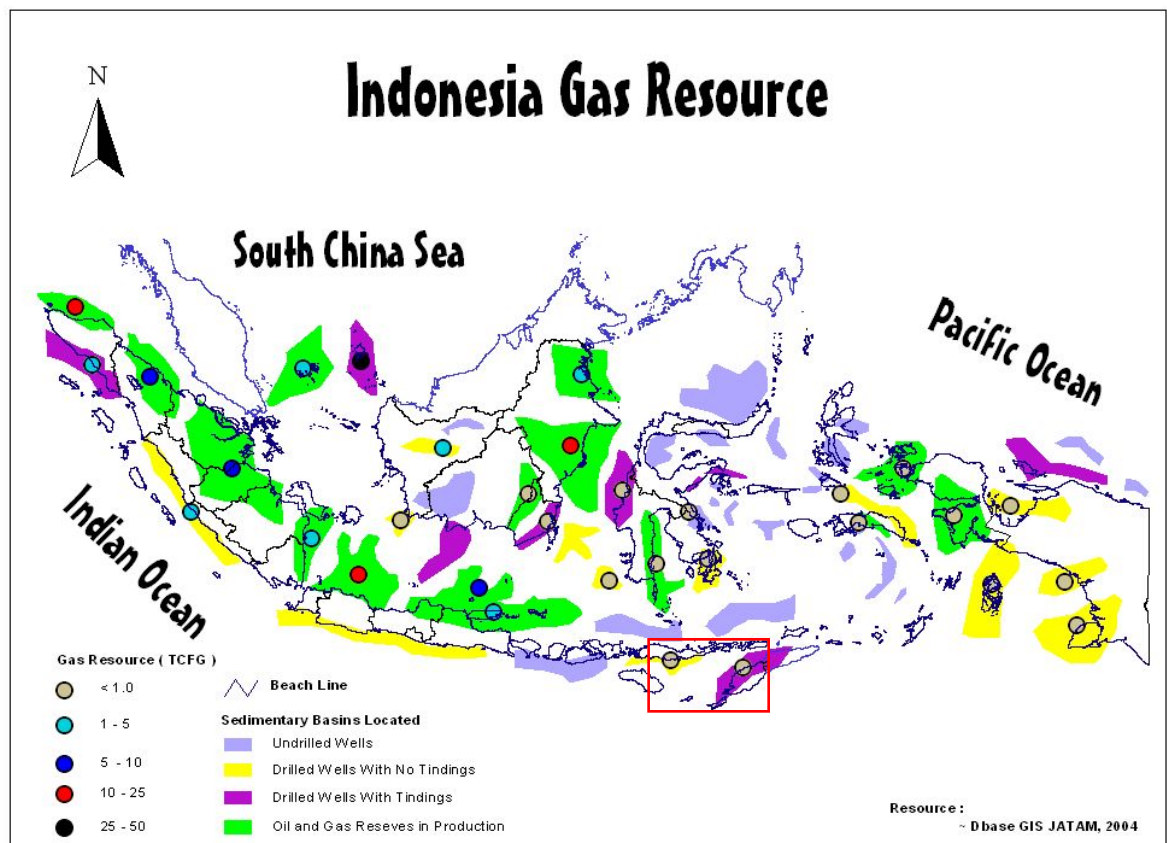 Indonesia Gas Resource
N
South China Sea
Pacific Ocean
Indian Ocean
Gas Resource ( TCFG )
< 1.0
1 - 5
5 - 10
10 - 25
25 - 50
Beach Line
Sedimentary Basins Located
Undrilled Wells
Drilled Wells With No Tindings
Drilled Wells With Tindings
Oil and Gas Reseves in Production
Resource :
~ Dbase GIS JATAM, 2004